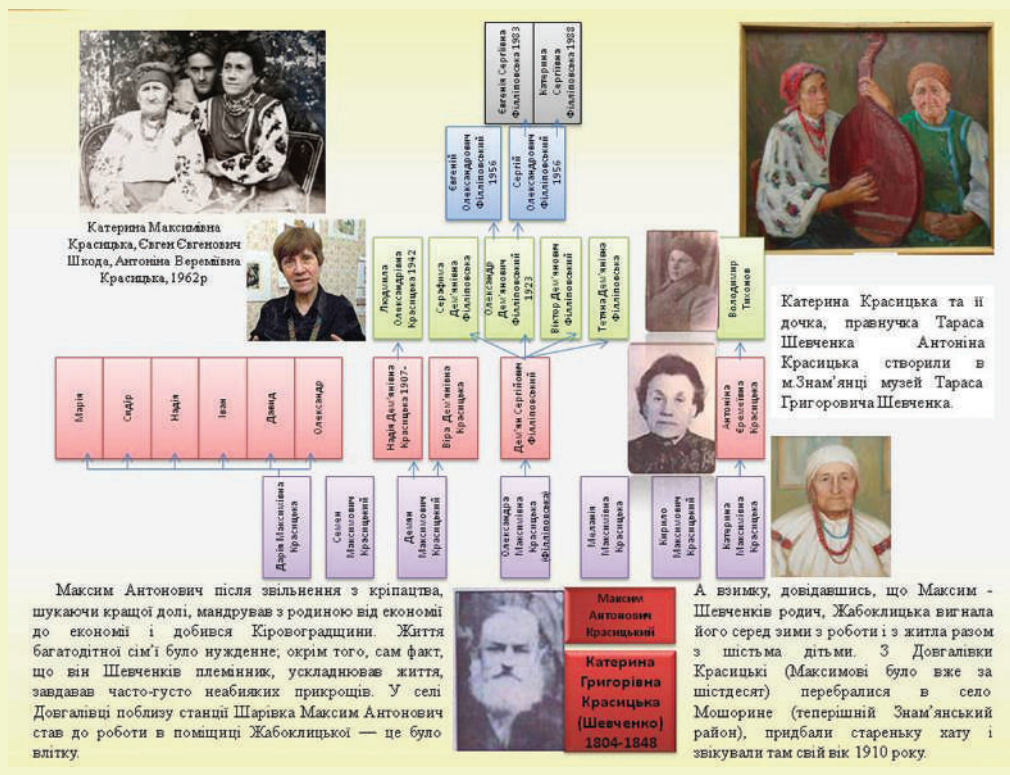 Євгенія Сергіївна
Філліповська 1983
Катерина
Сергіївна
Філліповська 1988
Євгеній
Олександрович
Філліповський
1956
Сергій
Олександрович
Філліповський
1956
Катерина Максимівна
Красицька, Євген Євгенович
Шкода, Антоніна Веремїївна
Красицька, 1962р
Людмила
Олександрівна
Красицька 1942
Серафима
Дем'янівна
Філліповська
Олександр
Дем'янович
Філліповський
1923
Віктор Дем'янович
Філліповський
Тетяна Дем'янівна
Філліповська
Володимир
Тихонов
Катерина Красицька та її
дочка, правнучка Тараса
Шевченка Антоніна
Красицька створили в
м.Знам'янці музей Тараса
Григоровича Шевченка.
Марія
Сидір
Надія
Іван
Давид
Олександр
Надія Дем'янівна
Красицька 1907-
Віра Дем'янівна
Красицька
Дем'ян Сергійович
Філліповський
Антоніна
Єремеївна
Красицька
Дарія Максимівна
Красицька
Семен
Максимович
Красицький
Демян
Максимович
Красицький
Олександра
Максимівна
Красицька
(Філліповська)
Меланія
Максимівна
Красицька
Кирило
Максимович
Красицький
Катерина
Максимівна
Красицька
Максим Антонович після звільнення з кріпацтва,
шукаючи кращої долі, мандрував з родиною від економії
до економії і добився Кіровоградщини. Життя
багатодітної сім'ї було нужденне; окрім того, сам факт,
що він Шевченків племінник, ускладнював життя,
завдавав часто-густо неабияких прикрощів. У селі
Довгалівці поблизу станції Шарівка Максим Антонович
став до роботи в поміщиці Жабоклицької — це було
влітку.
Максим
Антонович
Красицький
Катерина
Григорівна
Красицька
(Шевченко)
1804-1848
А взимку, довідавшись, що Максим -
Шевченків родич, Жабоклицька вигнала
його серед зими з роботи і з житла разом
з шістьма дітьми. З Довгалівки
Красицькі (Максимові було вже за
шістдесят) перебралися в село
Мошорине (теперішній Знам'янський
район), придбали стареньку хату і
звікували там свій вік 1910 року.